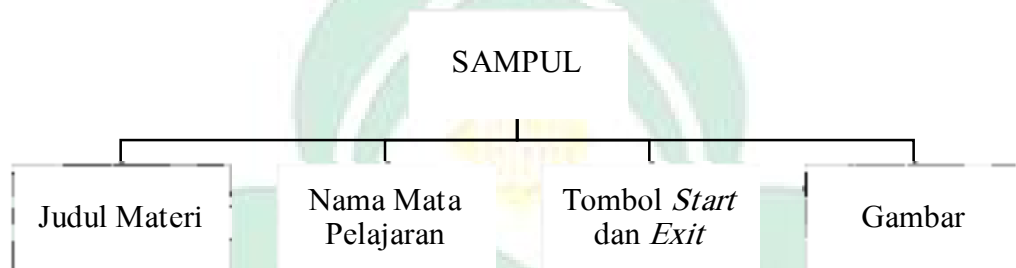 SAMPUL
Judul Materi
Nama Mata
Pelajaran
Tombol Start
dan Exit
Gambar